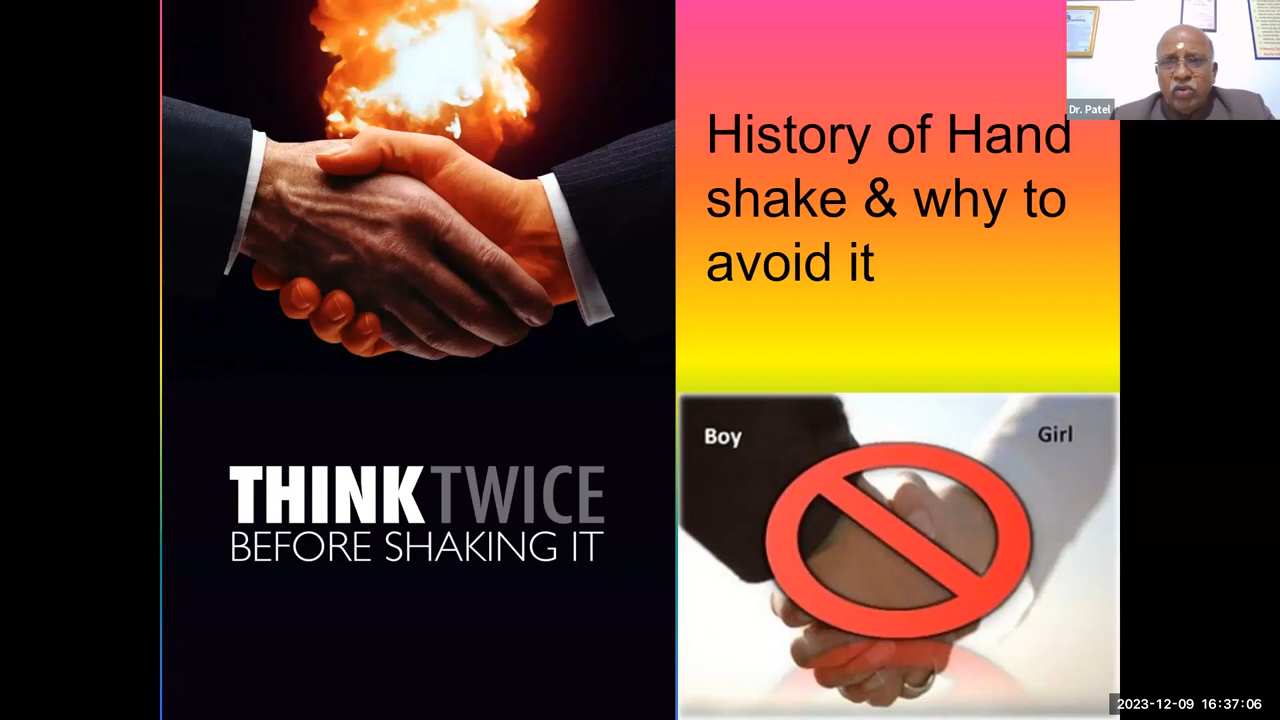 THINK TWICE
BEFORE SHAKING IT
History of Hand
shake & why to
avoid it
Boy
Girl
Dr. Patel
2023-12-09 16:37:06